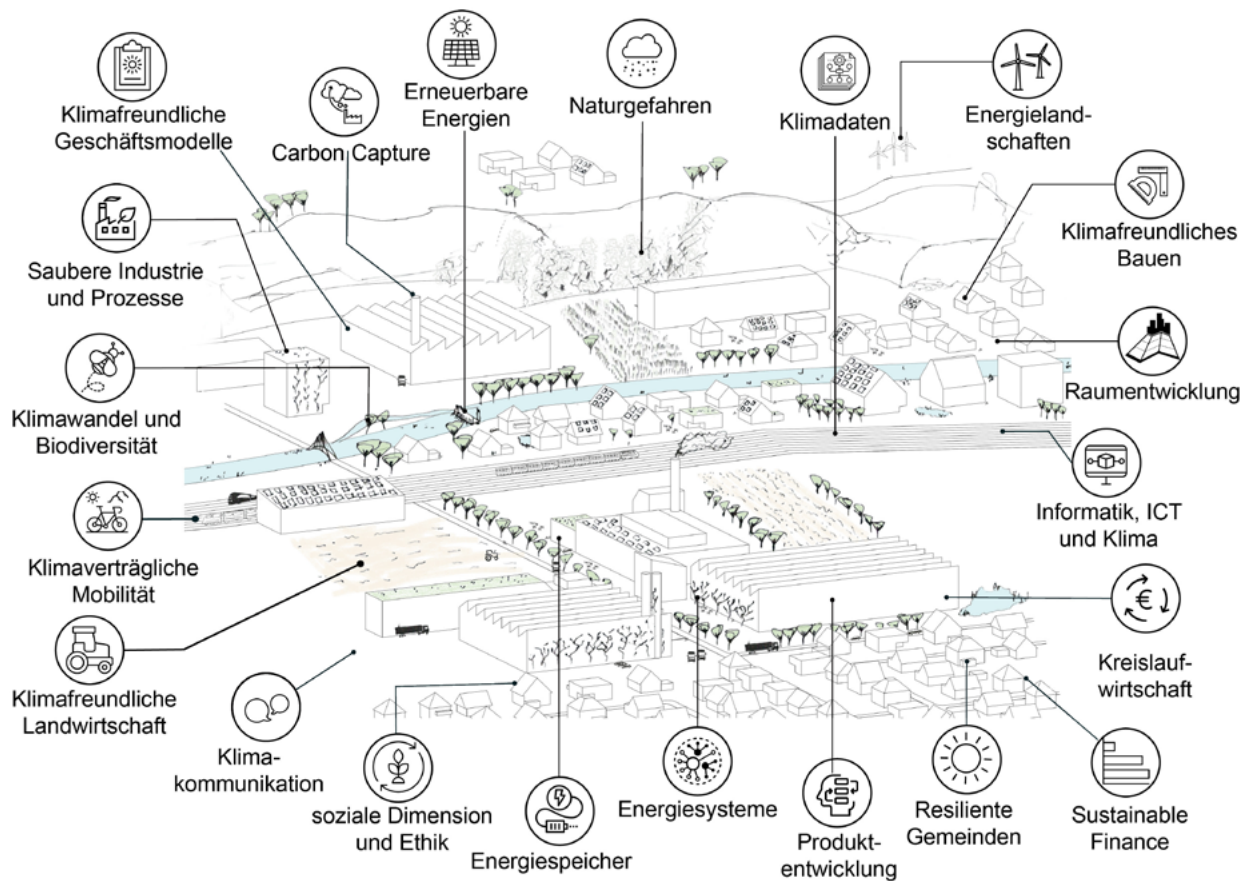 Klimafreundliche
Geschäftsmodelle
Carbon Capture
Erneuerbare
Energien
Naturgefahren
Klimadaten
Energieland-
schaften
Klimafreundliches
Bauen
Saubere Industrie
und Prozesse
Raumentwicklung
Klimawandel und
Biodiversität
Informatik, ICT
und Klima
Klimaverträgliche
Mobilität
€
Kreislauf-
wirtschaft
Klimafreundliche
Landwirtschaft
Klima-
kommunikation
soziale Dimension
und Ethik
Energiespeicher
Energiesysteme
Produkt-
entwicklung
Resiliente
Gemeinden
Sustainable
Finance